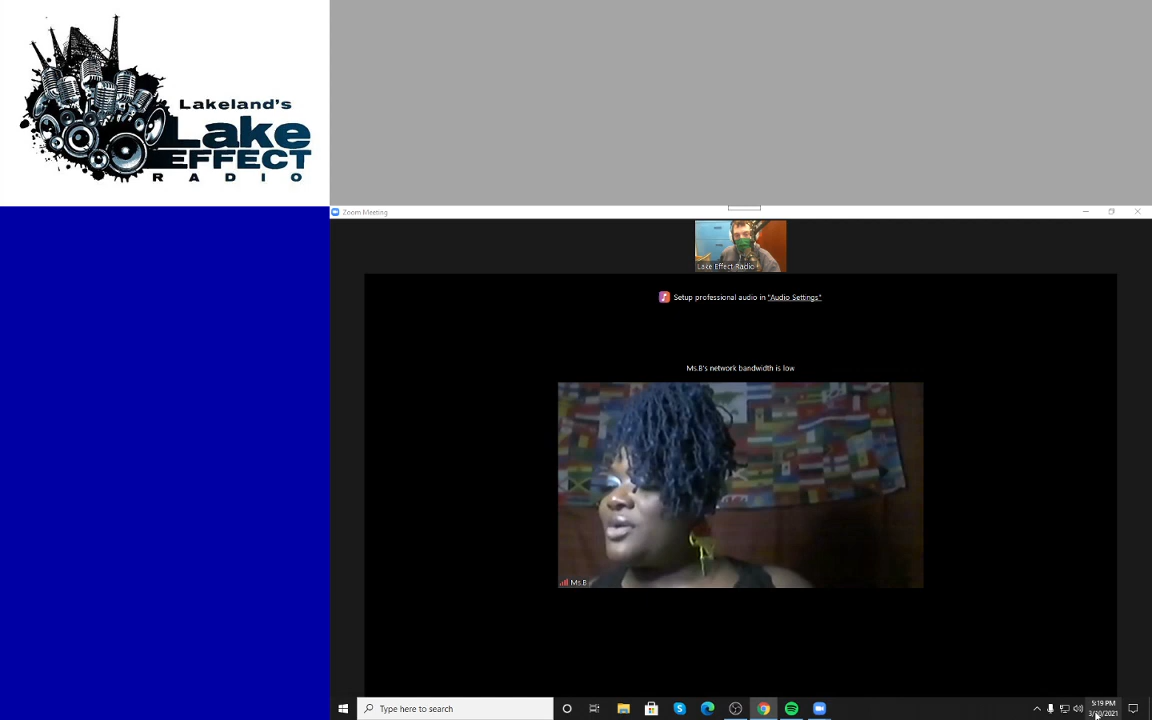 Lakeland's
Lake
EFFECT
RADIO
Zoom Meeting
Lake Effect Radio
Setup professional audio in "Audio Settings"
Ms.B's network bandwidth is low
Ms.B
Type here to search
5:19 PM